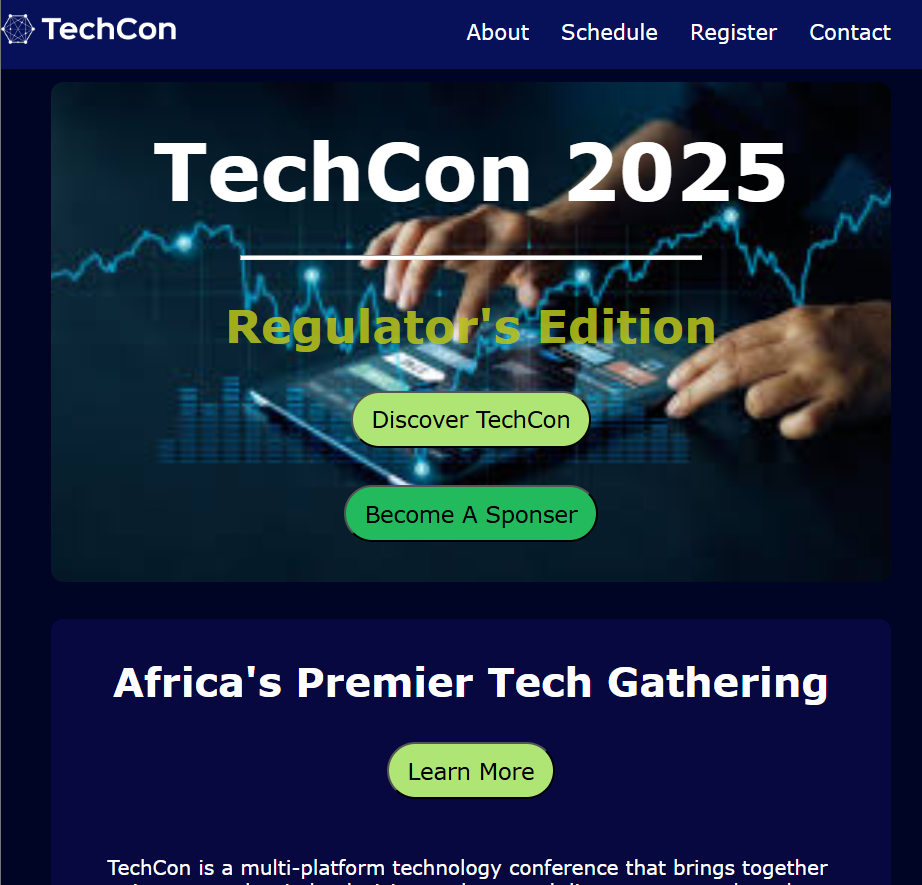 TechCon
About Schedule Register Contact
TechCon 2025
Regulator's Edition
Discover TechCon
Become A Sponser
Africa's Premier Tech Gathering
Learn More
TechCon is a multi-platform technology conference that brings together